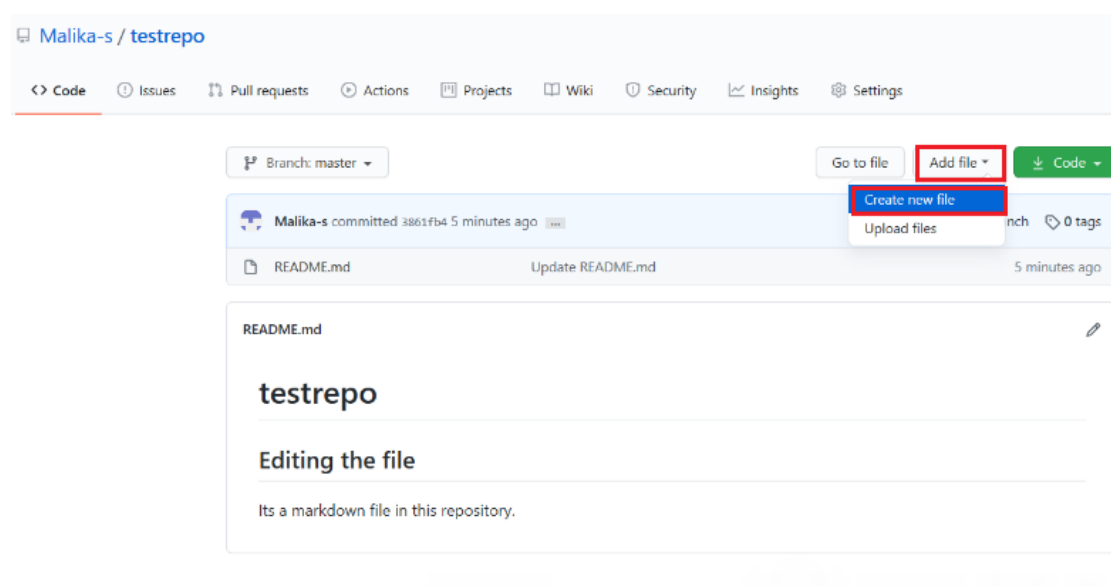 Malika-s / testrepo
Code Issues Pull requests Actions Projects Wiki Security Insights Settings
Branch: master Go to file Add file Code
Create new file
Malika-s committed 3861fb4 5 minutes ago ... nch 0 tags
Upload files
README.md Update README.md 5 minutes ago
README.md
testrepo
Editing the file
Its a markdown file in this repository.